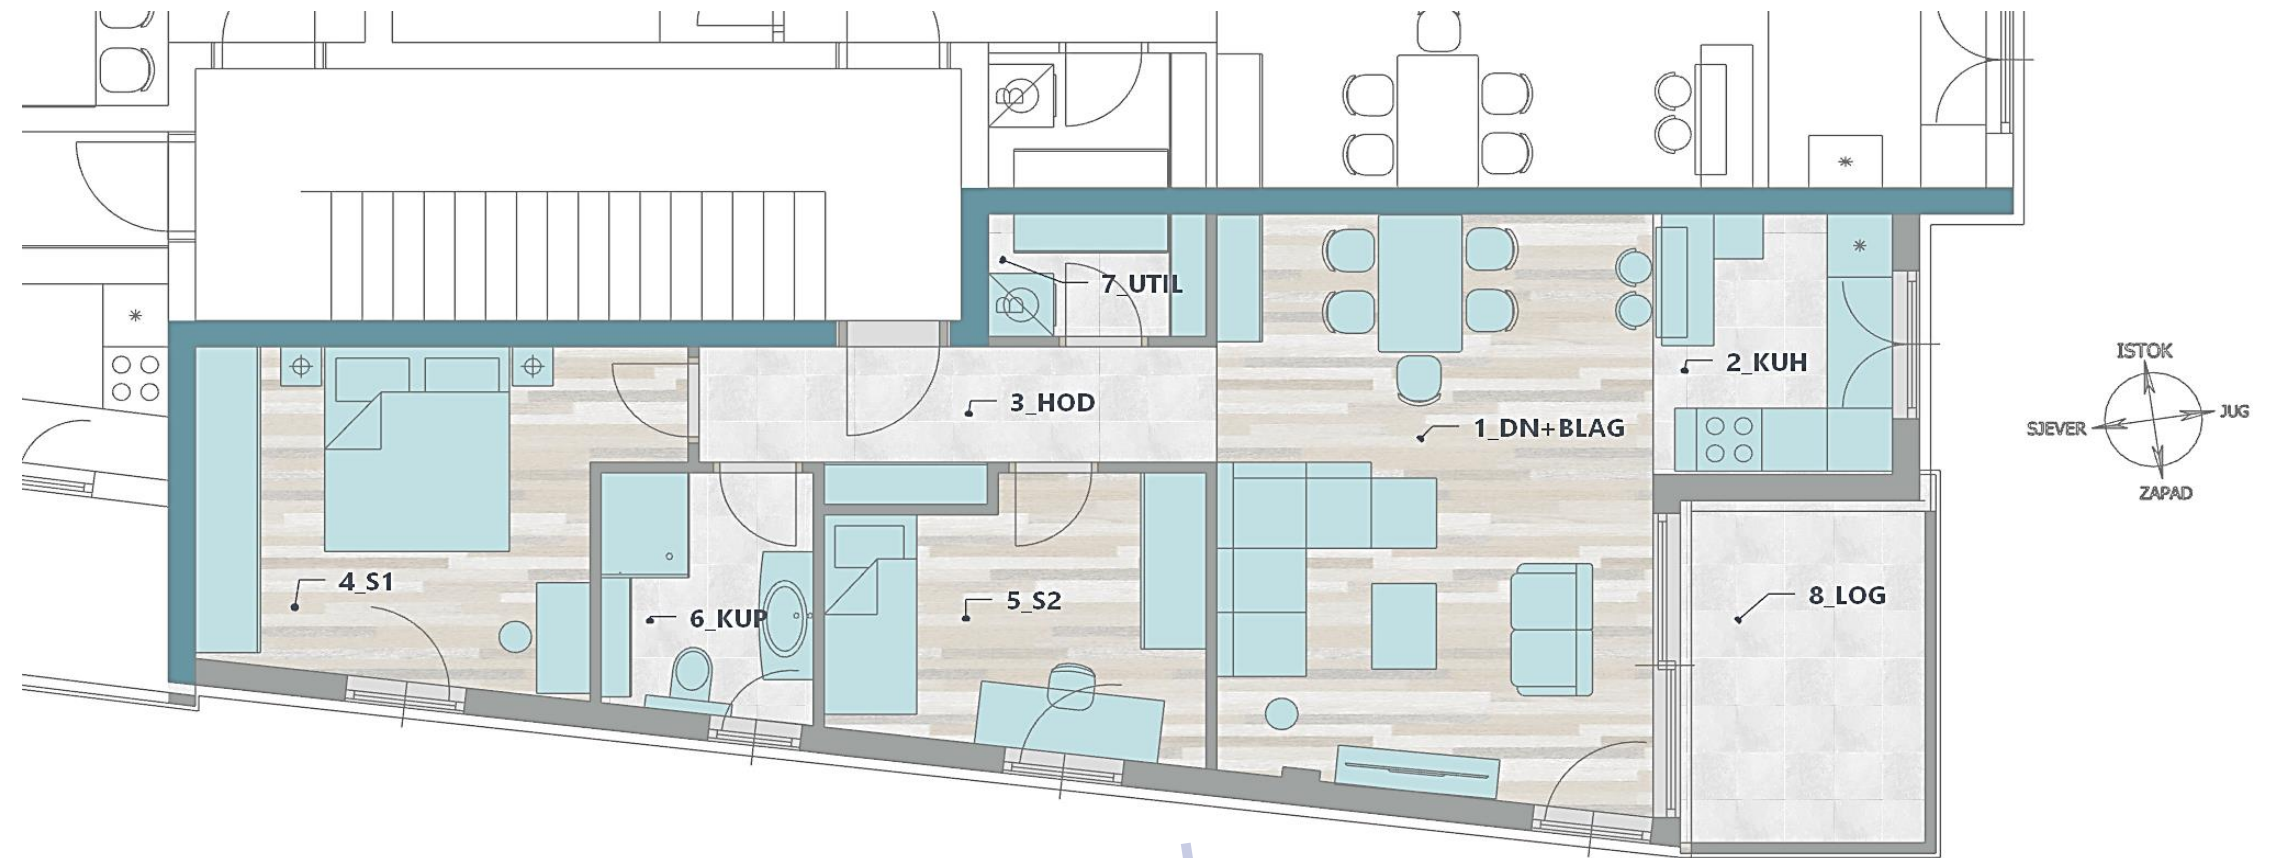 7_UTIL
3_HOD
2_KUH
1_DN+BLAG
4_S1
6_KUP
5_S2
8_LOG
ISTOK
SJEVER
JUG
ZAPAD